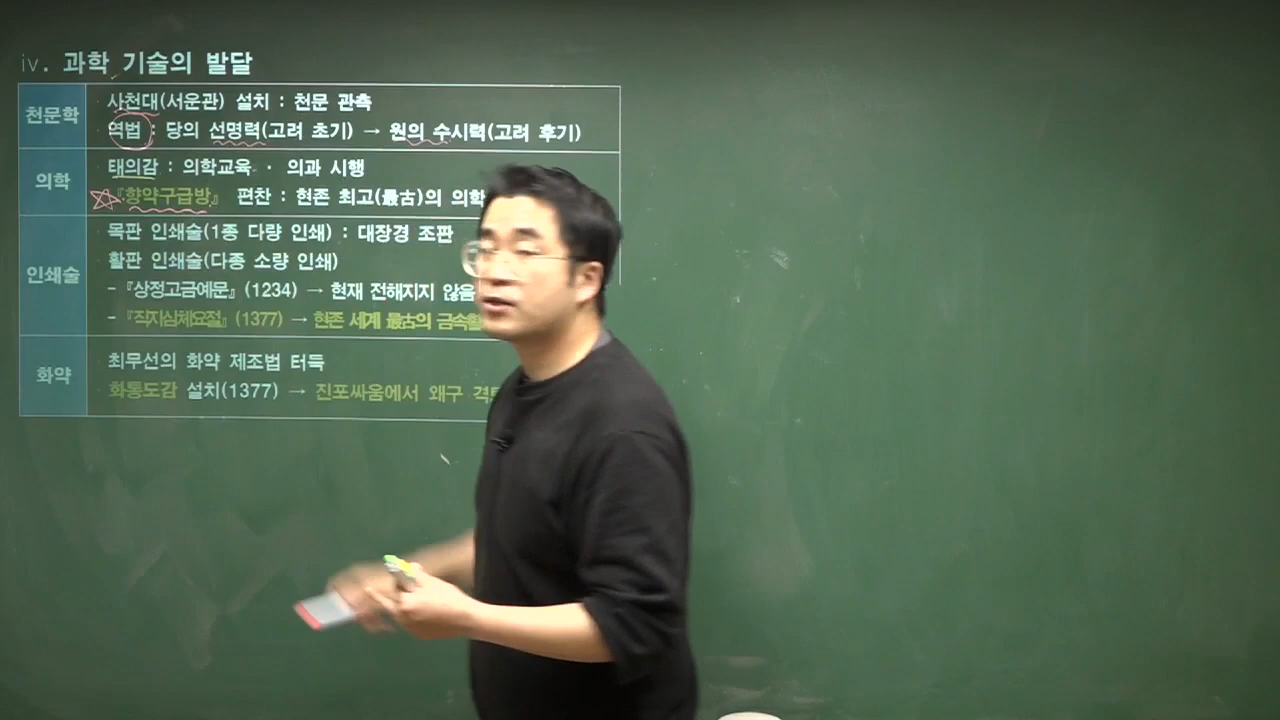 iv. 과학 기술의 발달
천문학
· 사천대(서운관) 설치 : 천문 관측
· 역법 : 당의 선명력(고려 초기) → 원의 수시력(고려 후기)
의학
· 태의감 : 의학교육 · 의과 시행
· 『향약구급방』 편찬 : 현존 최고(最古)의 의학
인쇄술
· 목판 인쇄술(1종 다량 인쇄) : 대장경 조판
· 활판 인쇄술(다종 소량 인쇄)
- 『상정고금예문』(1234) → 현재 전해지지 않음
- 『직지심체요절』(1377) → 현존 세계 最古의 금속활
화약
· 최무선의 화약 제조법 터득
· 화통도감 설치(1377) → 진포싸움에서 왜구 격